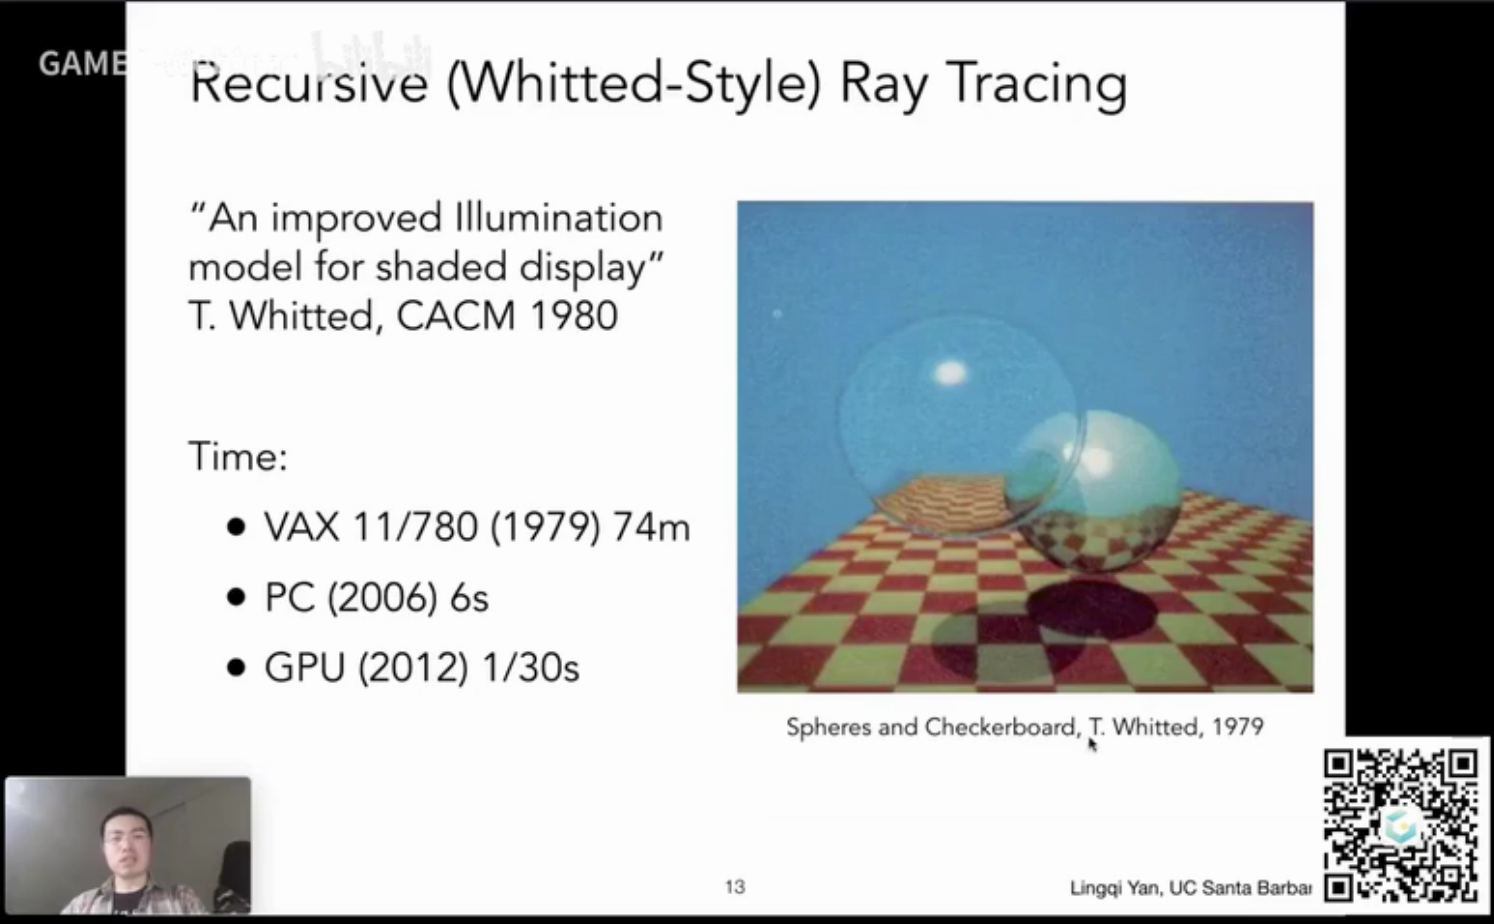 GAME
Recursive (Whitted-Style) Ray Tracing
“An improved Illumination
model for shaded display”
T. Whitted, CACM 1980
Time:
● VAX 11/780 (1979) 74m
● PC (2006) 6s
● GPU (2012) 1/30s
Spheres and Checkerboard, T. Whitted, 1979
13
Lingqi Yan, UC Santa Barbar